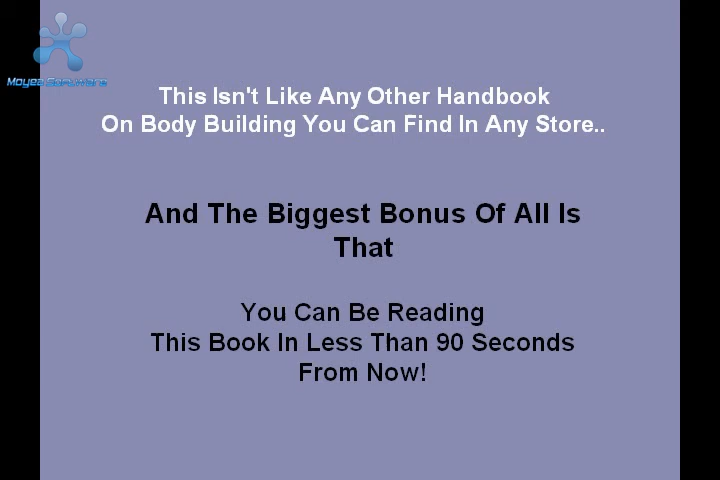 Moyea Software
This Isn't Like Any Other Handbook
On Body Building You Can Find In Any Store..
And The Biggest Bonus Of All Is
That
You Can Be Reading
This Book In Less Than 90 Seconds
From Now!